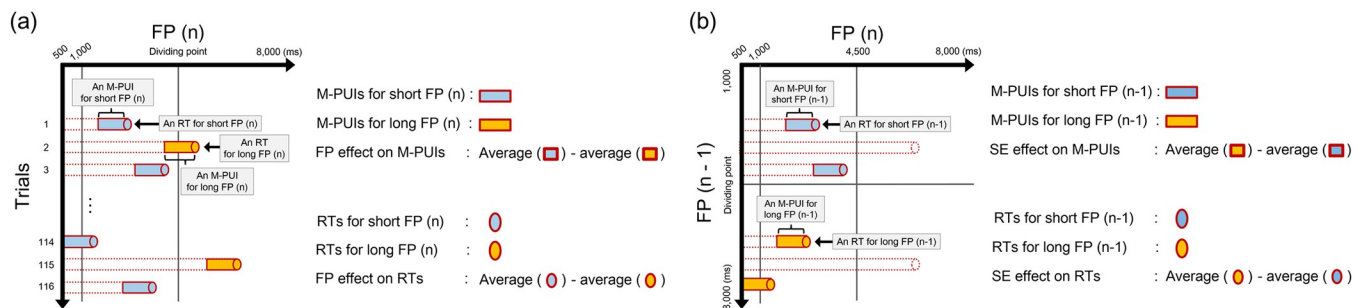 (a)
FP (n)
500
1,000
Dividing point
8,000 (ms)
Trials
An M-PUI
for short FP (n)
1
An RT for short FP (n)
2
An RT
for long FP (n)
3
An M-PUI
for long FP (n)
⋮
114
115
116
M-PUIs for short FP (n) :
M-PUIs for long FP (n) :
FP effect on M-PUIs : Average ( ) - average ( )
RTs for short FP (n) :
RTs for long FP (n) :
FP effect on RTs : Average ( ) - average ( )
(b)
FP (n)
500
1,000
4,500
8,000 (ms)
FP (n - 1)
1,000
Dividing point
An M-PUI for
short FP (n-1)
An RT for short FP (n-1)
An M-PUI for
long FP (n-1)
An RT for long FP (n-1)
M-PUIs for short FP (n-1) :
M-PUIs for long FP (n-1) :
SE effect on M-PUIs : Average ( ) - average ( )
RTs for short FP (n-1) :
RTs for long FP (n-1) :
SE effect on RTs : Average ( ) - average ( )